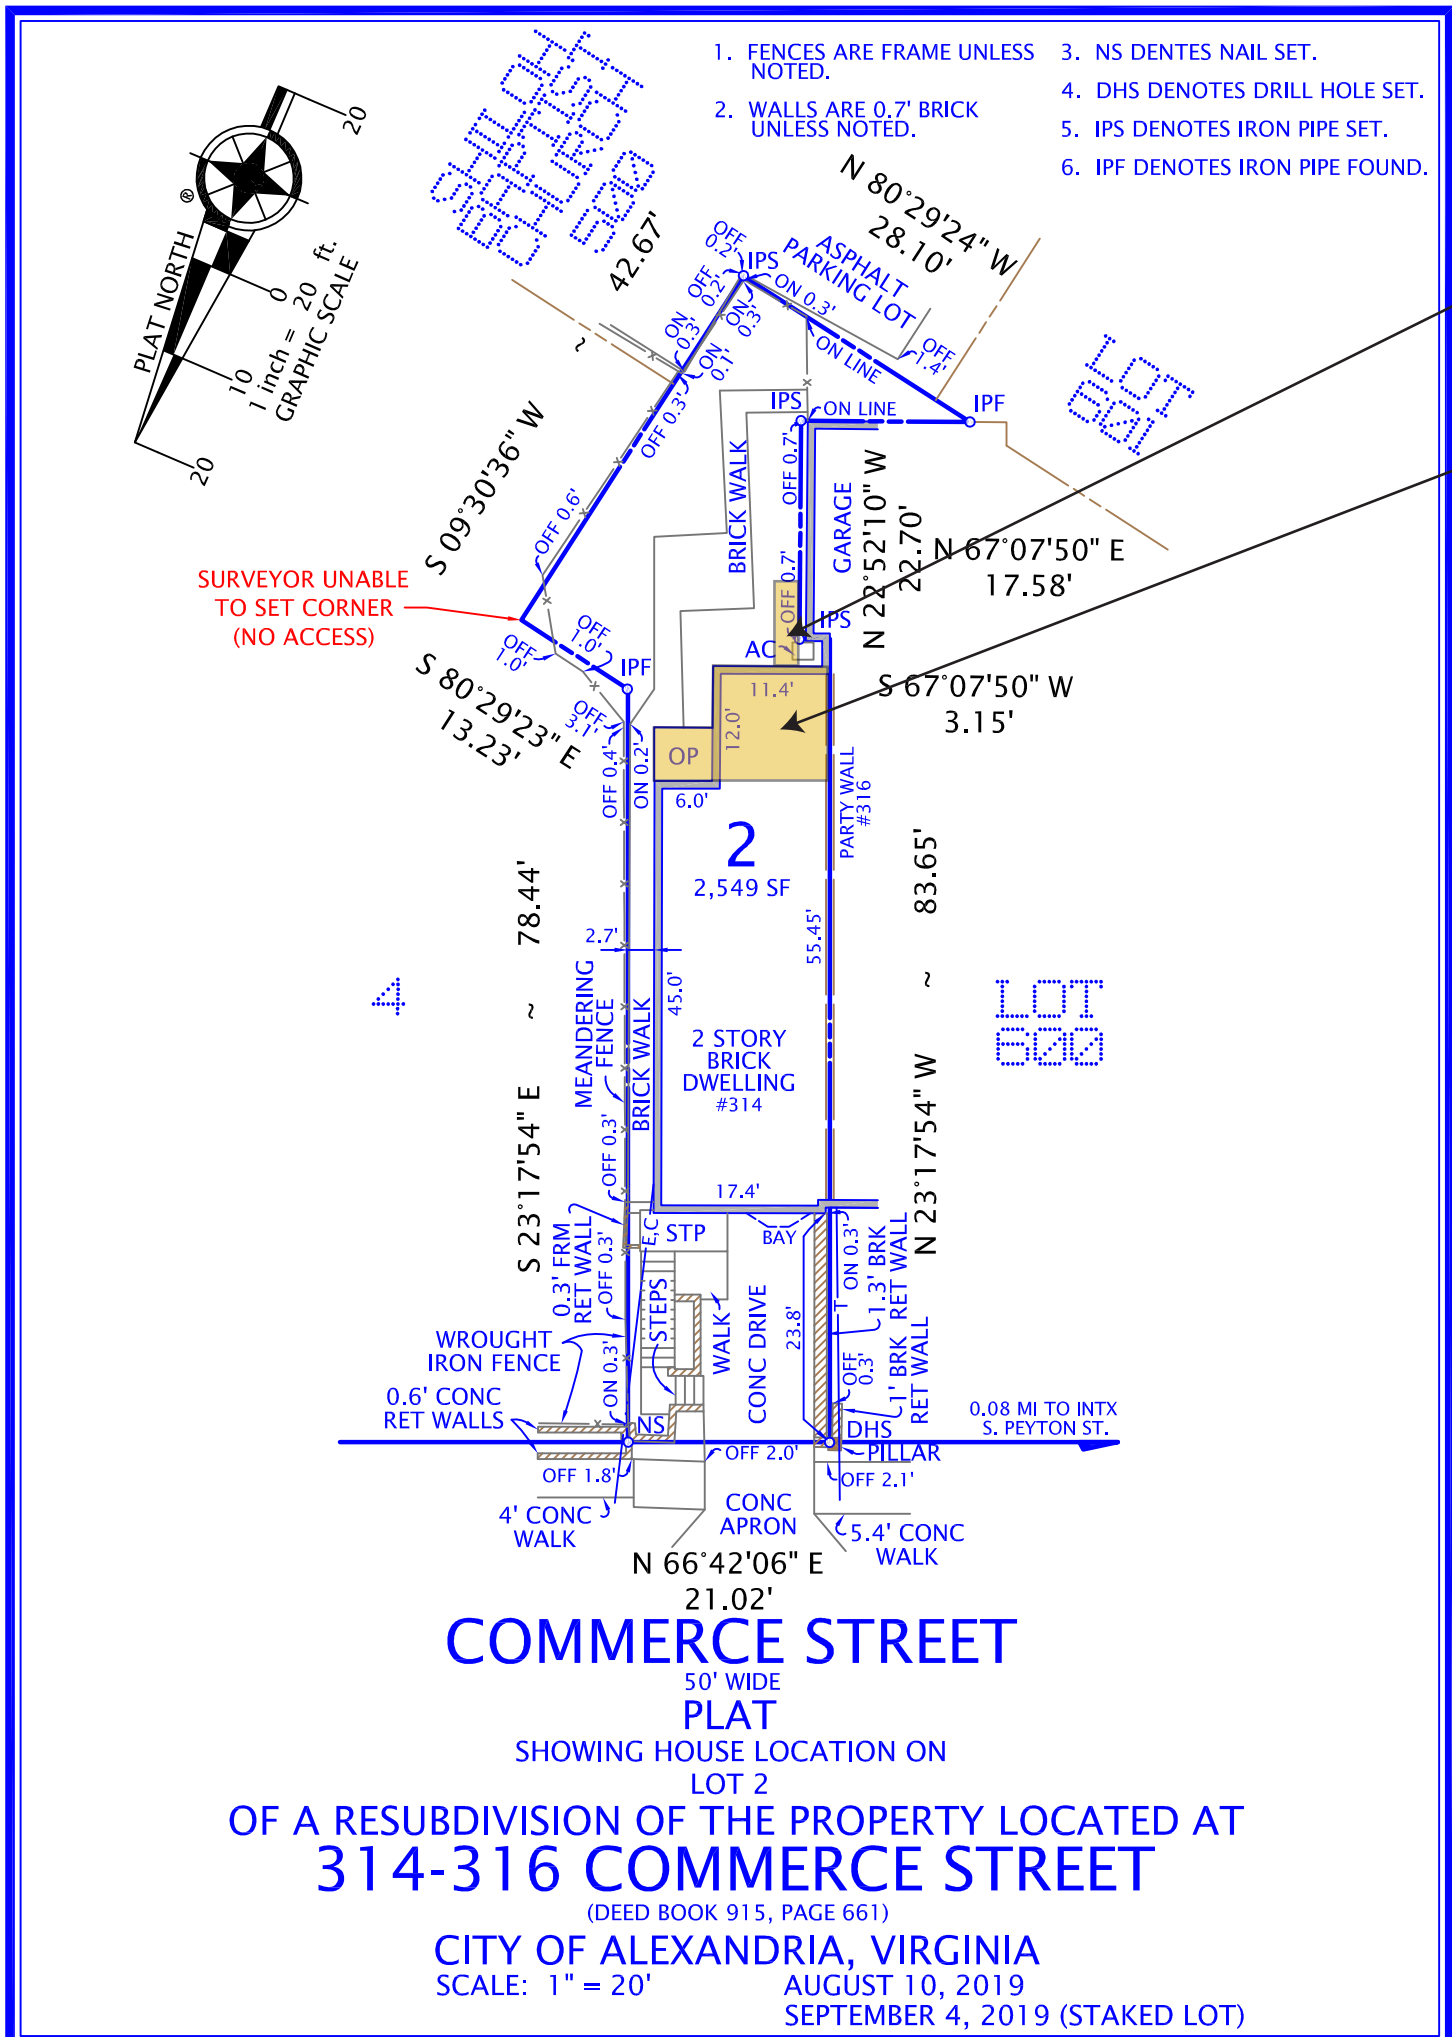 1. FENCES ARE FRAME UNLESS
NOTED.
2. WALLS ARE 0.7' BRICK
UNLESS NOTED.
3. NS DENTES NAIL SET.
4. DHS DENOTES DRILL HOLE SET.
5. IPS DENOTES IRON PIPE SET.
6. IPF DENOTES IRON PIPE FOUND.
20
®
PLAT NORTH
0
10
20
1 inch = 20 ft.
GRAPHIC SCALE
42.67'
~
S 09°30'36" W
N 80°29'24" W
28.10'
ASPHALT
PARKING LOT
OFF
0.2'
IPS
OFF
0.2'
ON
0.3'
ON 0.3'
ON
0.3'
ON
0.1'
ON LINE
OFF
1.4'
LOT
601
OFF 0.3'
IPS
ON LINE
IPF
OFF 0.6'
BRICK WALK
OFF 0.7'
GARAGE
N 22°52'10" W
22.70'
N 67°07'50" E
17.58'
SURVEYOR UNABLE
TO SET CORNER
(NO ACCESS)
OFF 0.7'
IPS
OFF
1.0'
OFF
1.0'
AC
IPF
S 80°29'23" E
13.23'
11.4'
S 67°07'50" W
3.15'
OFF
3.1'
12.0'
OP
OFF 0.4'
ON 0.2'
6.0'
PARTY WALL
#316
2
2,549 SF
S 23°17'54" E ~ 78.44'
N 23°17'54" W ~ 83.65'
2.7'
55.45'
45.0'
4
LOT
600
MEANDERING
FENCE
BRICK WALK
2 STORY
BRICK
DWELLING
#314
OFF 0.3'
17.4'
0.3' FRM
RET WALL
OFF 0.3'
E,C
STP
BAY
ON 0.3'
1.3' BRK
RET WALL
T
STEPS
WALK
CONC DRIVE
23.8'
WROUGHT
IRON FENCE
ON 0.3'
OFF
0.3'
1' BRK
RET WALL
0.6' CONC
RET WALLS
NS
DHS
PILLAR
0.08 MI TO INTX
S. PEYTON ST.
OFF 1.8'
OFF 2.0'
OFF 2.1'
4' CONC
WALK
CONC
APRON
5.4' CONC
WALK
N 66°42'06" E
21.02'
COMMERCE STREET
50' WIDE
PLAT
SHOWING HOUSE LOCATION ON
LOT 2
OF A RESUBDIVISION OF THE PROPERTY LOCATED AT
314-316 COMMERCE STREET
(DEED BOOK 915, PAGE 661)
CITY OF ALEXANDRIA, VIRGINIA
SCALE: 1" = 20'
AUGUST 10, 2019
SEPTEMBER 4, 2019 (STAKED LOT)